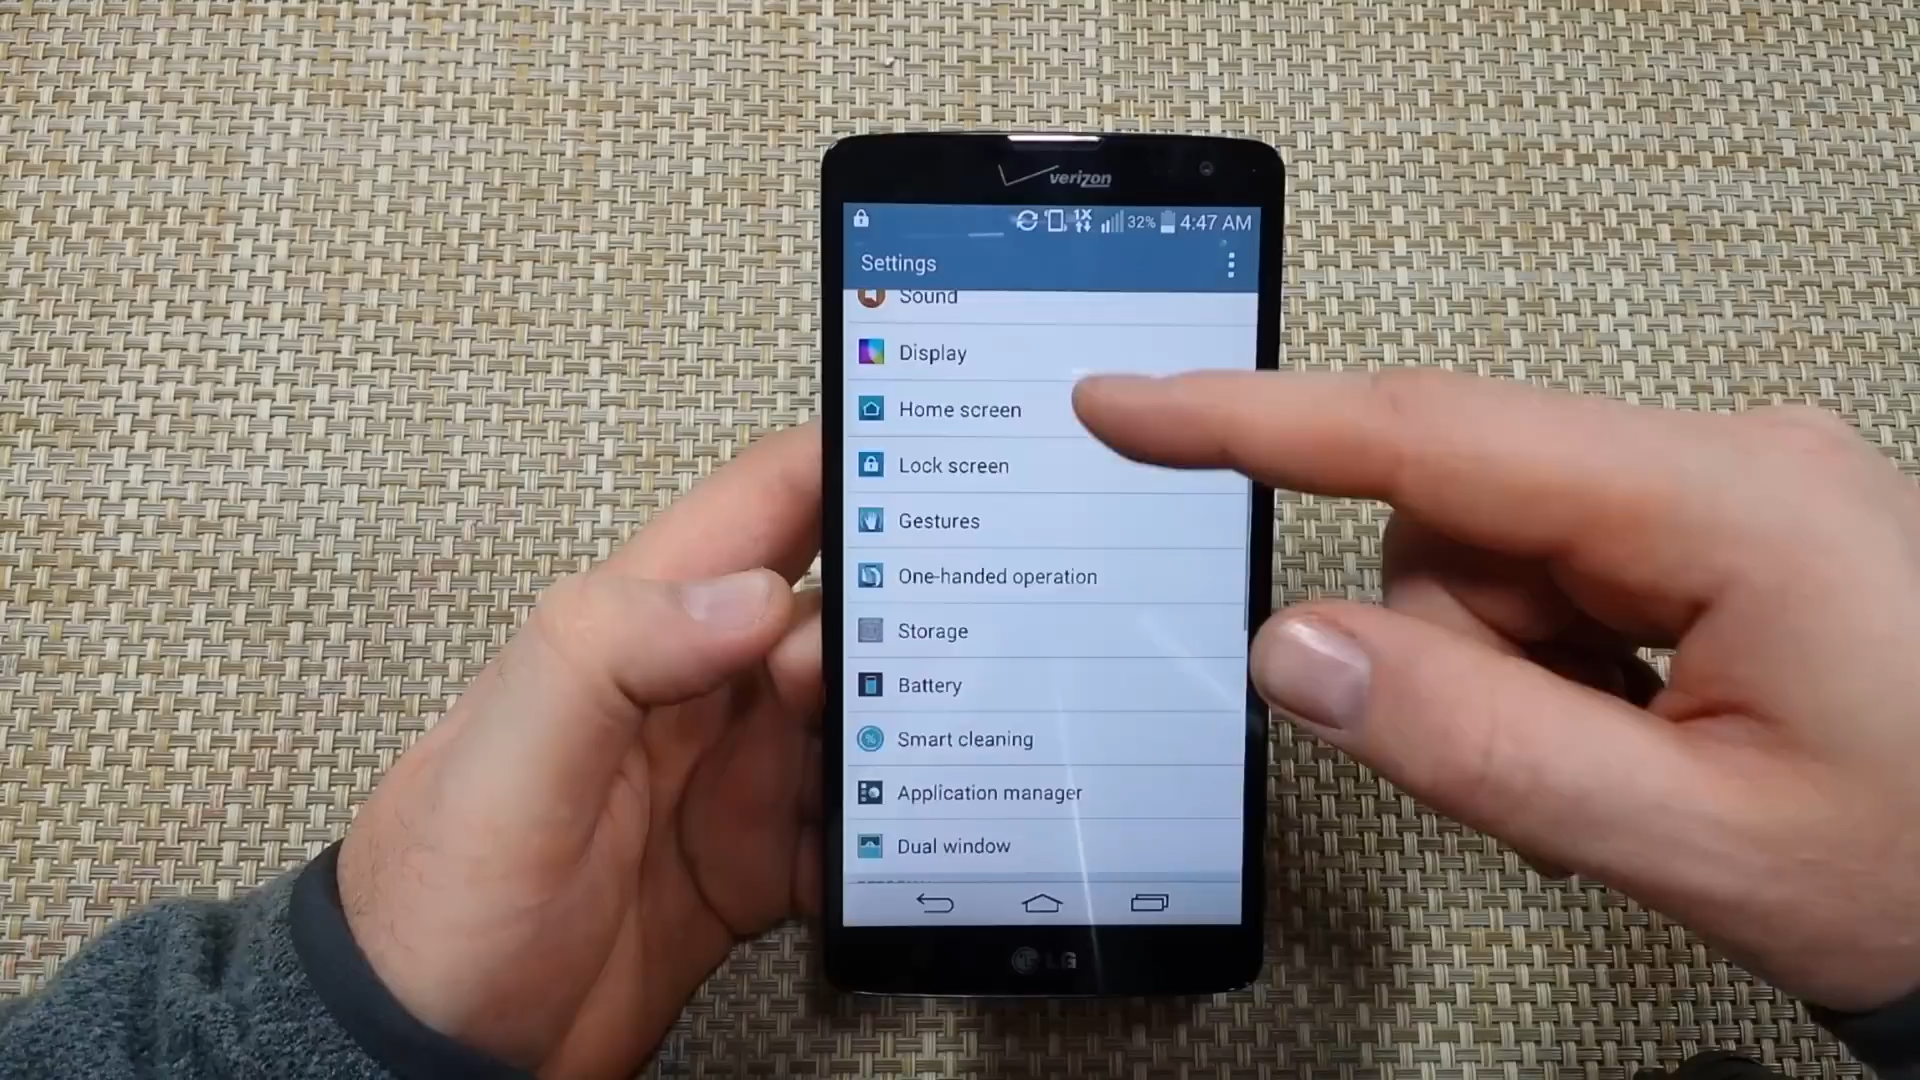 verizon
1X 32% 4:47 AM
Settings
Sound
Display
Home screen
Lock screen
Gestures
One-handed operation
Storage
Battery
Smart cleaning
Application manager
Dual window
LG